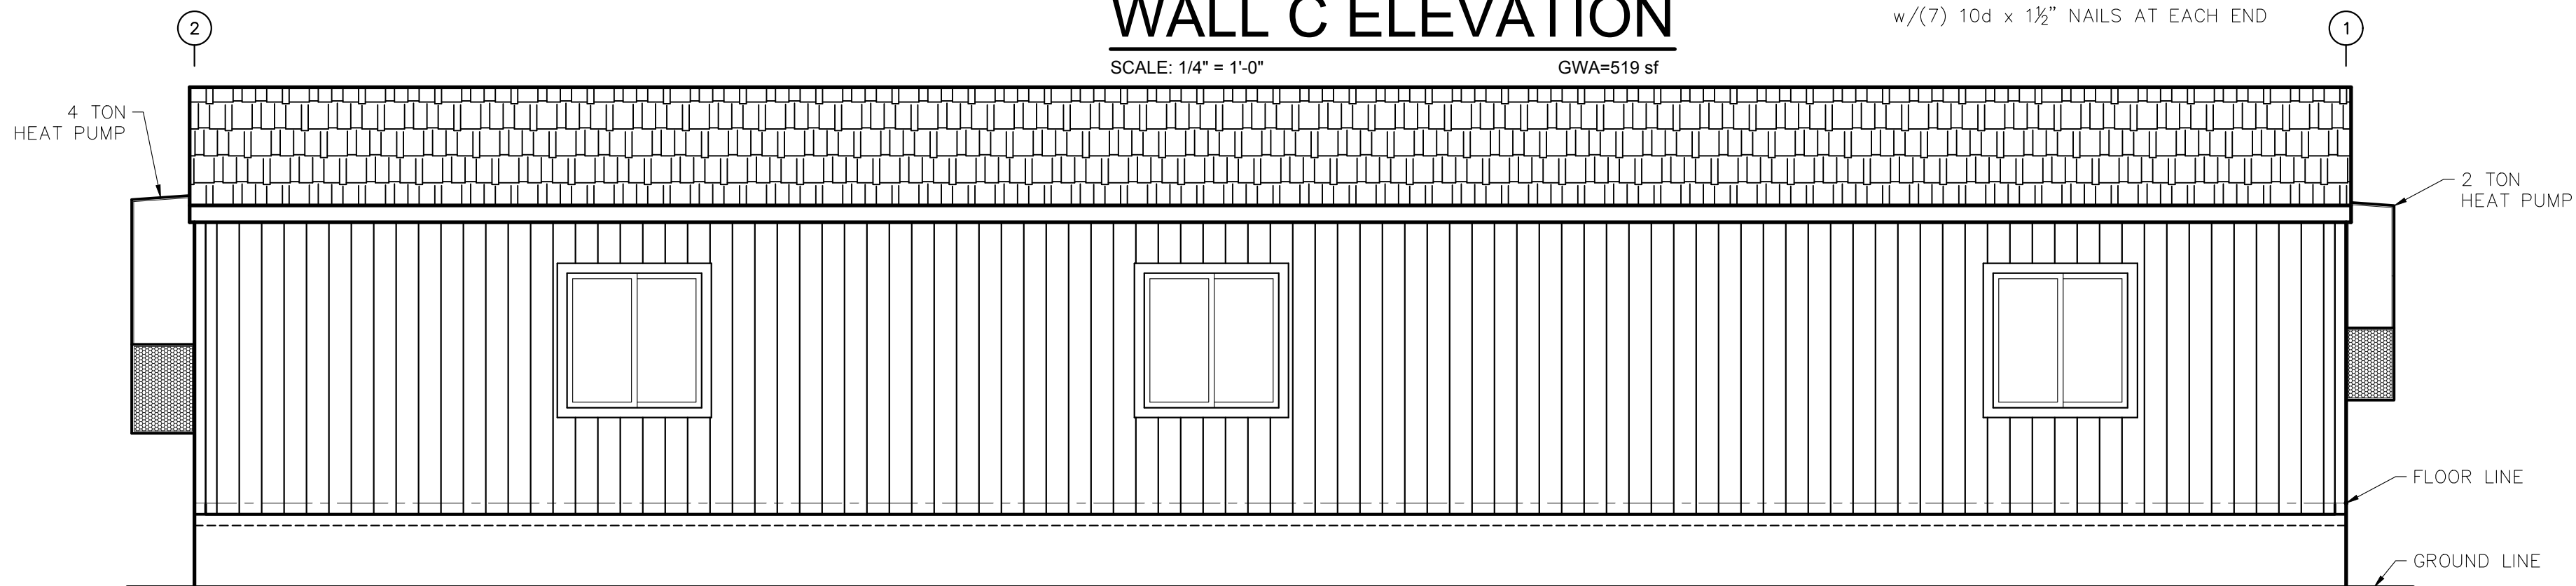 WALL C ELEVATION
w/(7) 10d x 1½" NAILS AT EACH END
2
1
SCALE: 1/4" = 1'-0"
GWA=519 sf
4 TON
HEAT PUMP
2 TON
HEAT PUMP
FLOOR LINE
GROUND LINE